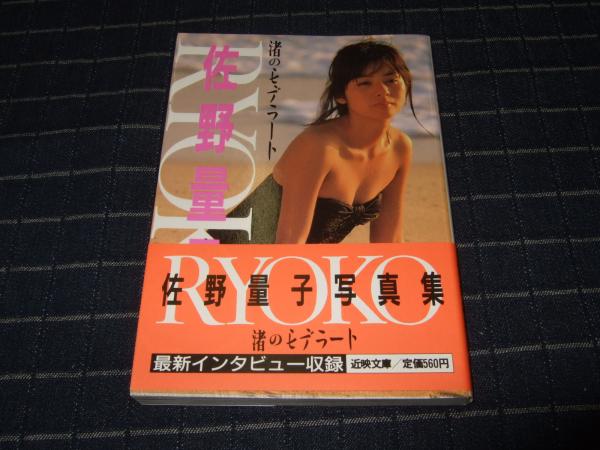 渚のモデラート
RYOK
佐野量
RYOKO
佐野量子写真集
渚のモデラート
最新インタビュー収録
近映文庫／定価560円